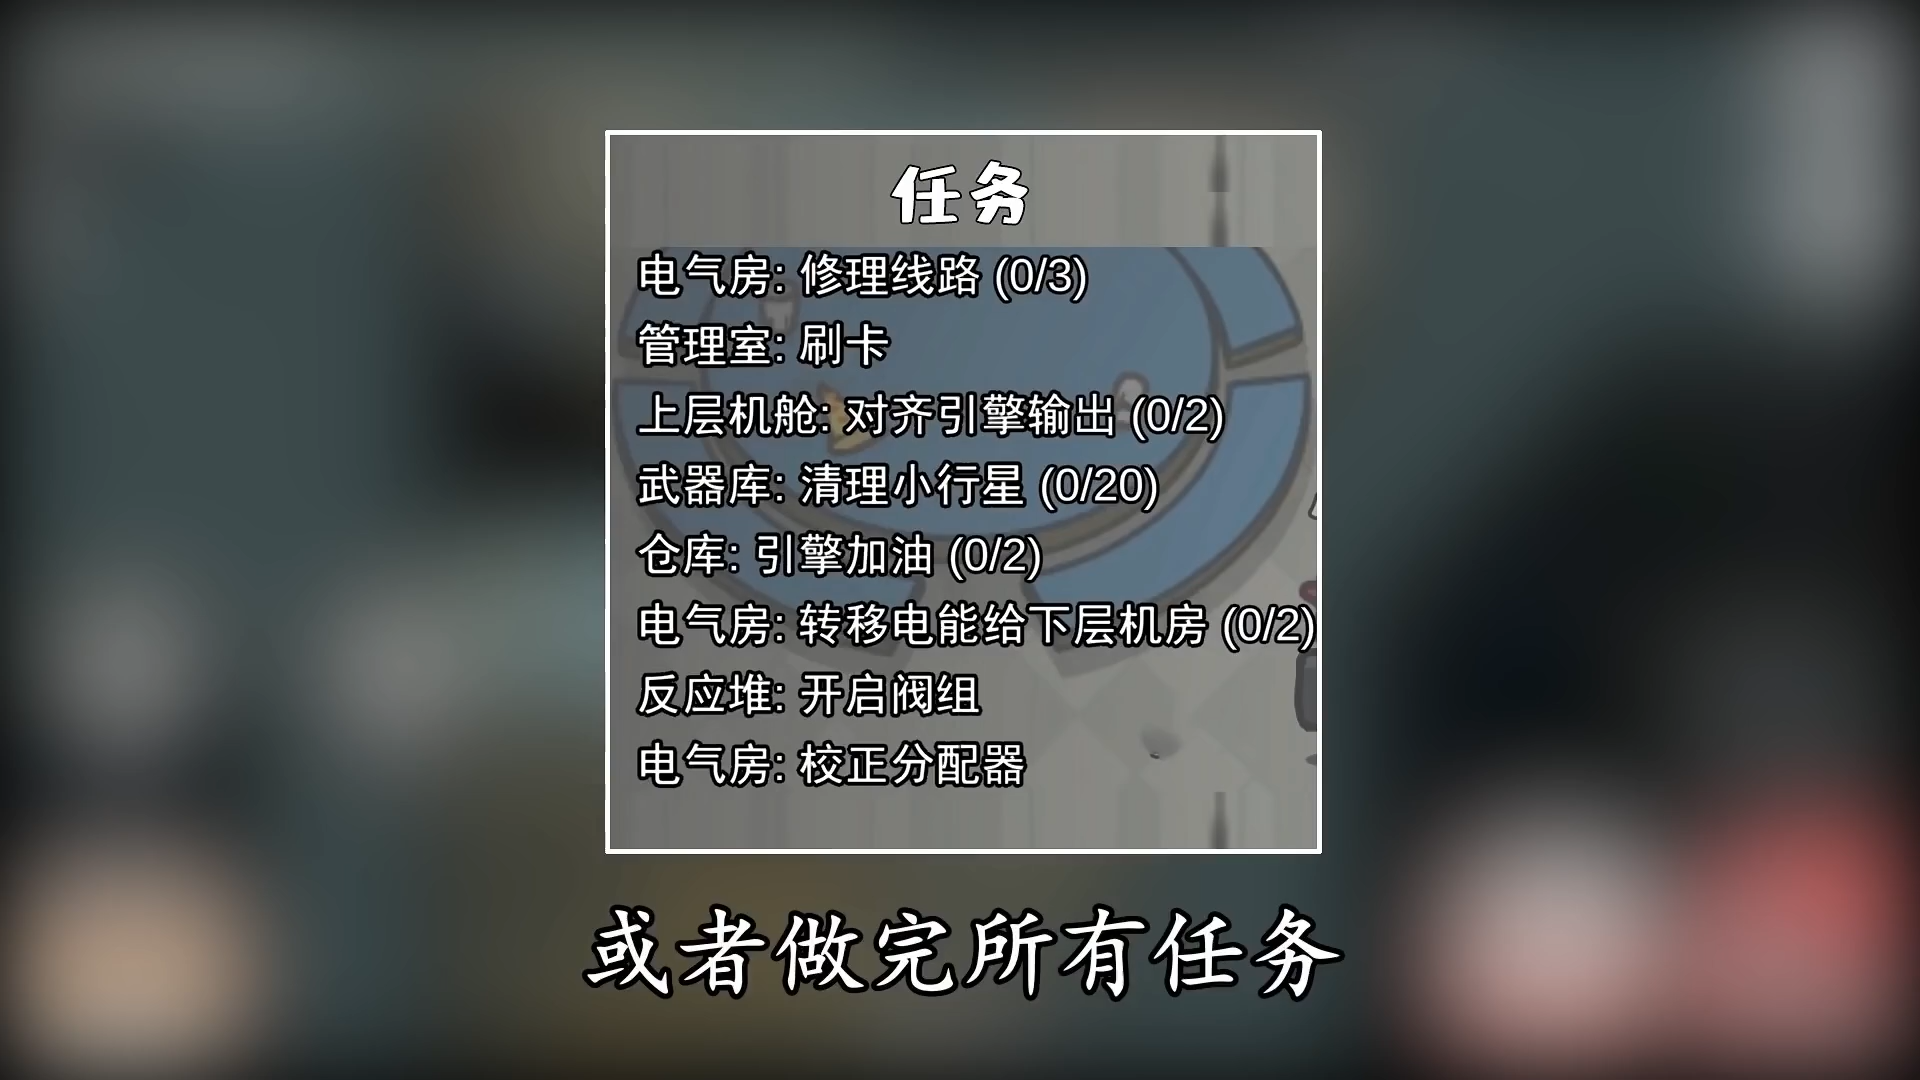 任务
电气房: 修理线路 (0/3)
管理室: 刷卡
上层机舱: 对齐引擎输出 (0/2)
武器库: 清理小行星 (0/20)
仓库: 引擎加油 (0/2)
电气房: 转移电能给下层机房 (0/2)
反应堆: 开启阀组
电气房: 校正分配器
或者做完所有任务